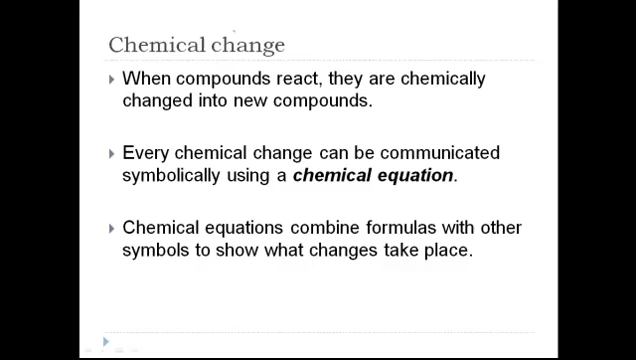 Chemical change
When compounds react, they are chemically
changed into new compounds.
Every chemical change can be communicated
symbolically using a chemical equation.
Chemical equations combine formulas with other
symbols to show what changes take place.